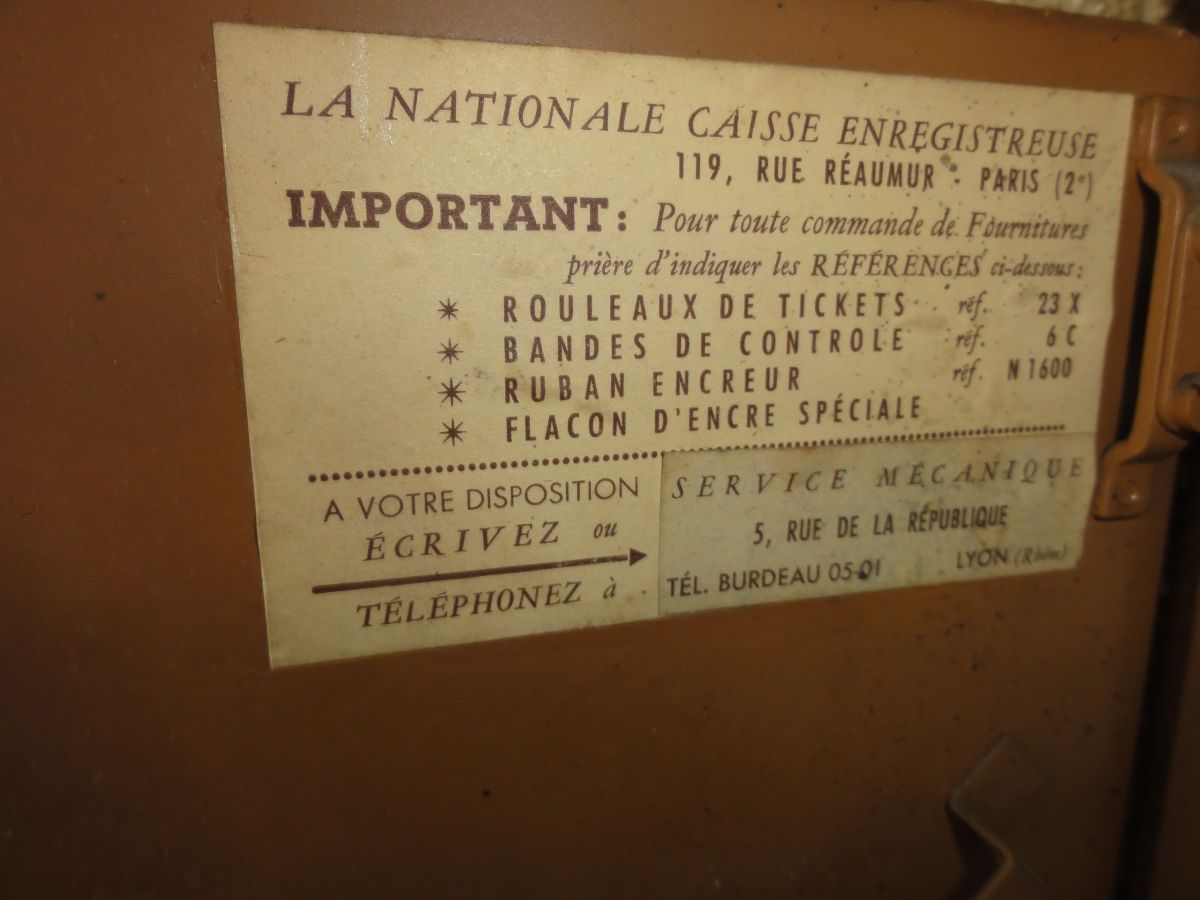 LA NATIONALE CAISSE ENREGISTREUSE
119, RUE RÉAUMUR - PARIS (2e)
IMPORTANT: Pour toute commande de Fournitures
prière d'indiquer les RÉFÉRENCES ci-dessous:
✴ ROULEAUX DE TICKETS réf. 23 X
✴ BANDES DE CONTROLE réf. 6 C
✴ RUBAN ENCREUR réf. N 1600
✴ FLACON D'ENCRE SPÉCIALE
A VOTRE DISPOSITION
ÉCRIVEZ ou
TÉLÉPHONEZ à
SERVICE MÉCANIQUE
5, RUE DE LA RÉPUBLIQUE
LYON (Rhône)
TÉL. BURDEAU 05-01